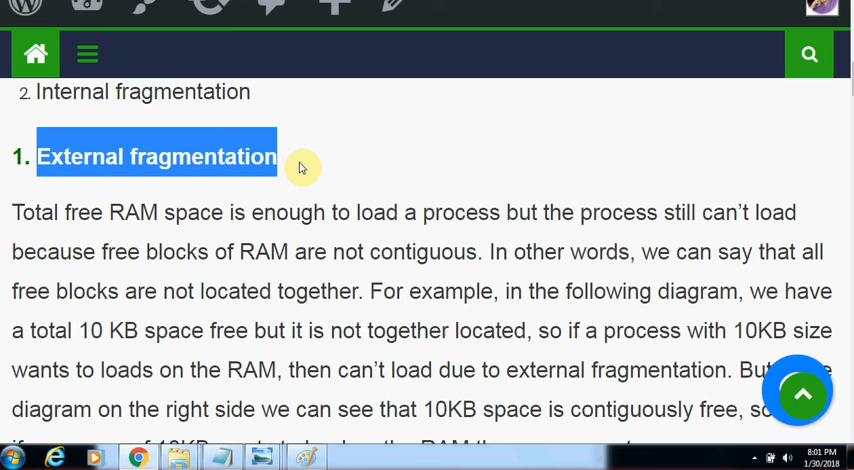 2. Internal fragmentation
1. External fragmentation
Total free RAM space is enough to load a process but the process still can't load
because free blocks of RAM are not contiguous. In other words, we can say that all
free blocks are not located together. For example, in the following diagram, we have
a total 10 KB space free but it is not together located, so if a process with 10KB size
wants to loads on the RAM, then can't load due to external fragmentation. But
diagram on the right side we can see that 10KB space is contiguously free,
8:01 PM
1/30/2018